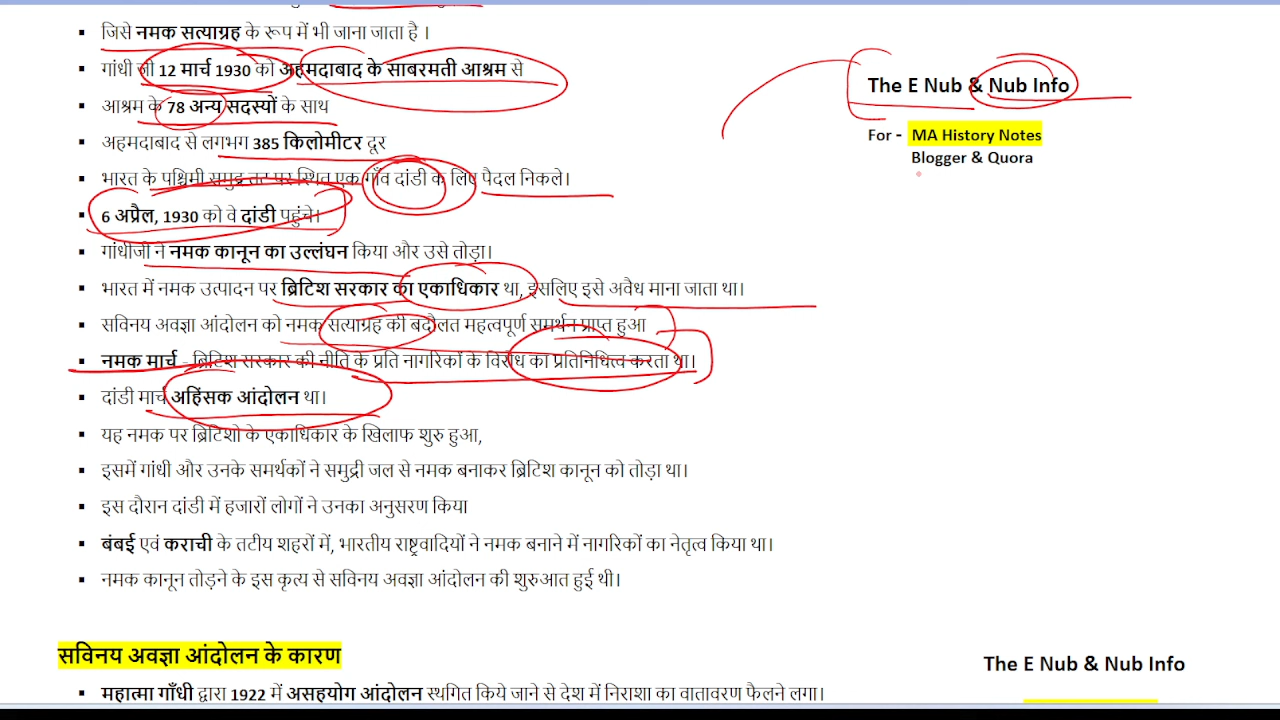 जिसे नमक सत्याग्रह के रूप में भी जाना जाता है ।
गांधी जी 12 मार्च 1930 को अहमदाबाद के साबरमती आश्रम से
आश्रम के 78 अन्य सदस्यों के साथ
अहमदाबाद से लगभग 385 किलोमीटर दूर
भारत के पश्चिमी समुद्र तट पर स्थित एक गाँव दांडी के लिए पैदल निकले।
6 अप्रैल, 1930 को वे दांडी पहुंचे।
गांधीजी ने नमक कानून का उल्लंघन किया और उसे तोड़ा।
भारत में नमक उत्पादन पर ब्रिटिश सरकार का एकाधिकार था, इसलिए इसे अवैध माना जाता था।
सविनय अवज्ञा आंदोलन को नमक सत्याग्रह की बदौलत महत्वपूर्ण समर्थन प्राप्त हुआ
नमक मार्च - ब्रिटिश सरकार की नीति के प्रति नागरिकों के विरोध का प्रतिनिधित्व करता था।
दांडी मार्च अहिंसक आंदोलन था।
यह नमक पर ब्रिटिशो के एकाधिकार के खिलाफ शुरु हुआ,
इसमें गांधी और उनके समर्थकों ने समुद्री जल से नमक बनाकर ब्रिटिश कानून को तोड़ा था।
इस दौरान दांडी में हजारों लोगों ने उनका अनुसरण किया
बंबई एवं कराची के तटीय शहरों में, भारतीय राष्ट्रवादियों ने नमक बनाने में नागरिकों का नेतृत्व किया था।
नमक कानून तोड़ने के इस कृत्य से सविनय अवज्ञा आंदोलन की शुरुआत हुई थी।
सविनय अवज्ञा आंदोलन के कारण
महात्मा गाँधी द्वारा 1922 में असहयोग आंदोलन स्थगित किये जाने से देश में निराशा का वातावरण फैलने लगा।
The E Nub & Nub Info
For - MA History Notes
Blogger & Quora
The E Nub & Nub Info